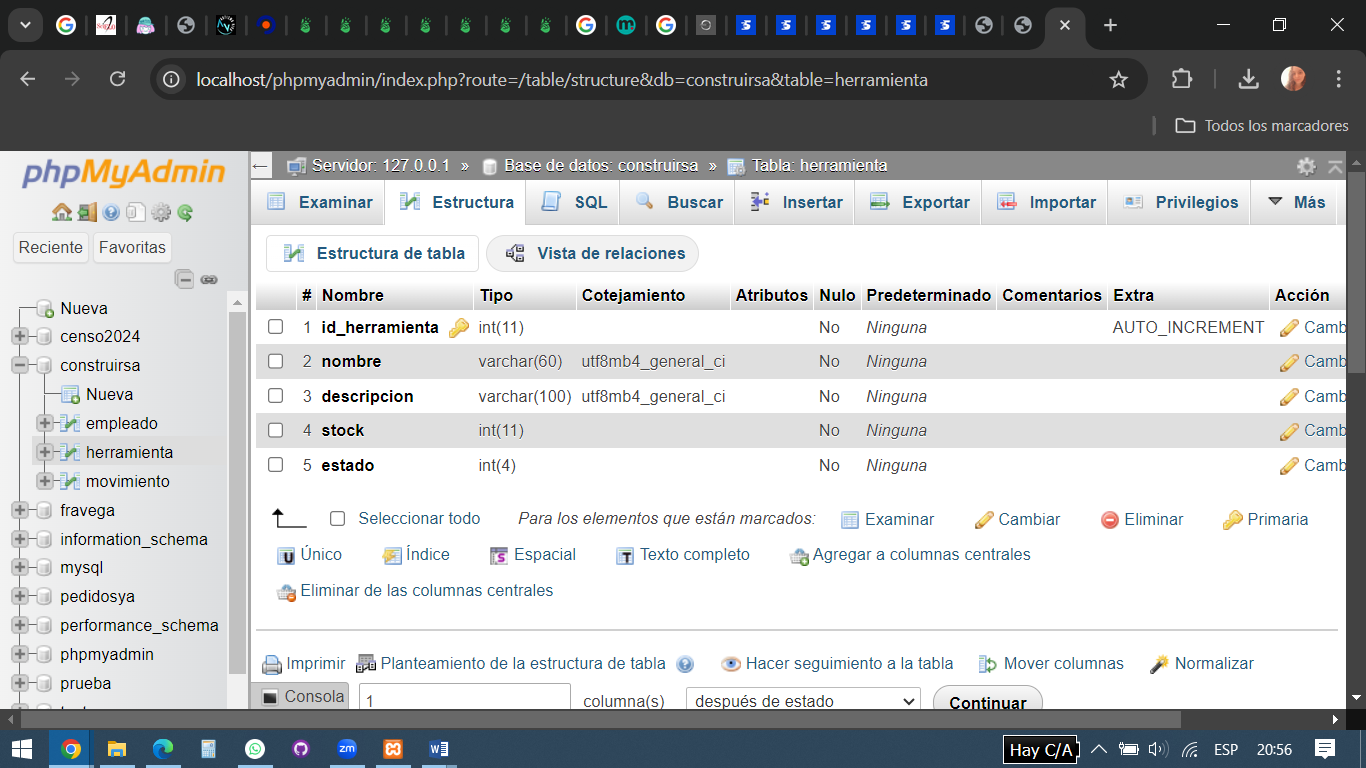 localhost/phpmyadmin/index.php?route=/table/structure&db=construirsa&table=herramienta
Todos los marcadores
phpMyAdmin
Reciente Favoritas
Nueva
censo2024
construirsa
Nueva
empleado
herramienta
movimiento
fravega
information_schema
mysql
pedidosya
performance_schema
phpmyadmin
prueba
Servidor: 127.0.0.1 » Base de datos: construirsa » Tabla: herramienta
Examinar Estructura SQL Buscar Insertar Exportar Importar Privilegios Más
Estructura de tabla Vista de relaciones
# Nombre Tipo Cotejamiento Atributos Nulo Predeterminado Comentarios Extra Acción
1 id_herramienta int(11) No Ninguna AUTO_INCREMENT Camb
2 nombre varchar(60) utf8mb4_general_ci No Ninguna Camb
3 descripcion varchar(100) utf8mb4_general_ci No Ninguna Camb
4 stock int(11) No Ninguna Camb
5 estado int(4) No Ninguna Camb
Seleccionar todo Para los elementos que están marcados: Examinar Cambiar Eliminar Primaria
Único Índice Espacial Texto completo Agregar a columnas centrales
Eliminar de las columnas centrales
Imprimir Planteamiento de la estructura de tabla Hacer seguimiento a la tabla Mover columnas Normalizar
Consola 1 columna(s) después de estado Continuar
Hay C/A ESP 20:56